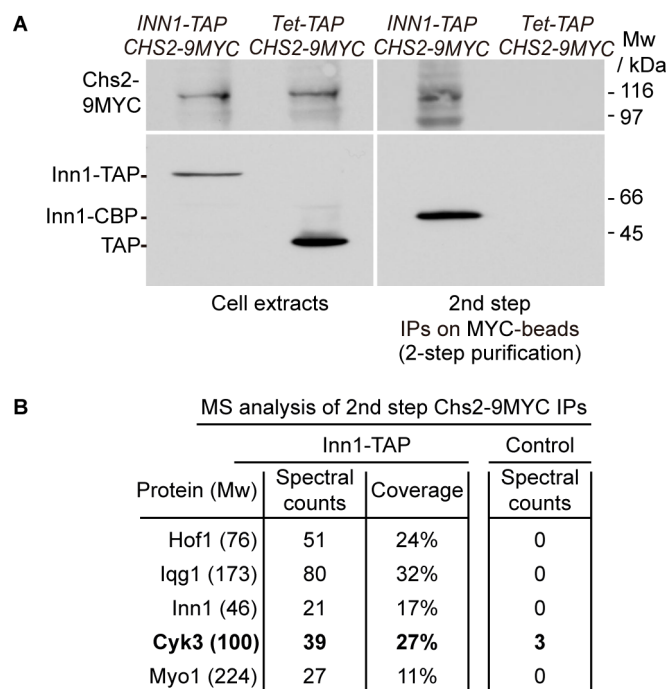 A
INN1-TAP Tet-TAP INN1-TAP Tet-TAP
CHS2-9MYC CHS2-9MYC CHS2-9MYC CHS2-9MYC
Mw
/ kDa
Chs2-
9MYC
- 116
- 97
Inn1-TAP-
- 66
Inn1-CBP-
- 45
TAP-
Cell extracts
2nd step
IPs on MYC-beads
(2-step purification)
B
MS analysis of 2nd step Chs2-9MYC IPs
Inn1-TAP Control
Protein (Mw) Spectral counts Coverage Spectral counts
Hof1 (76) 51 24% 0
Iqg1 (173) 80 32% 0
Inn1 (46) 21 17% 0
Cyk3 (100) 39 27% 3
Myo1 (224) 27 11% 0